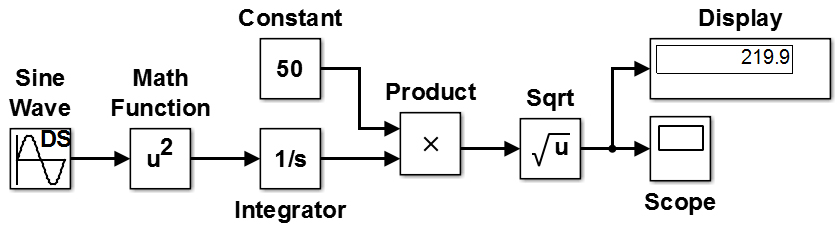 Constant
Display
50
219.9
Sine
Wave
Math
Function
Product
Sqrt
DS
u2
1/s
×
√u
Integrator
Scope